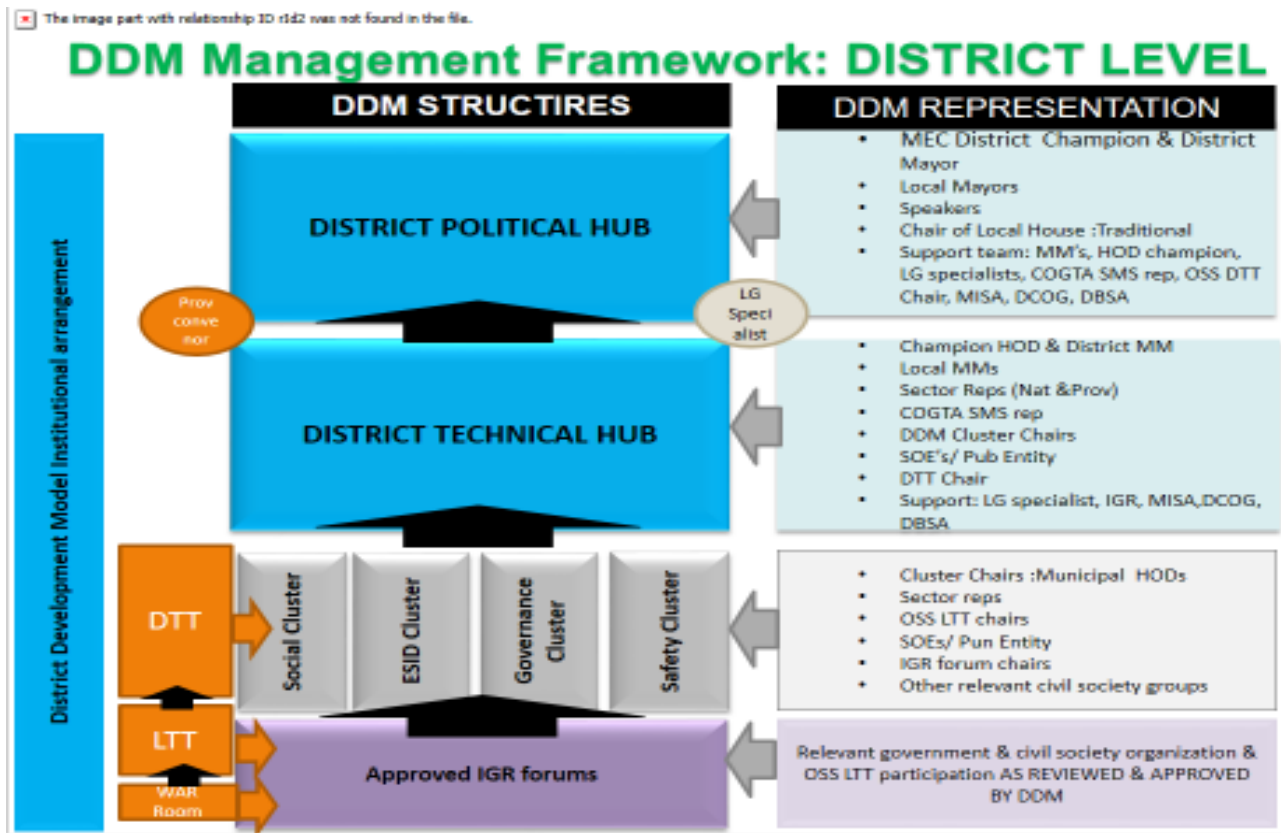 The image part with relationship ID rId2 was not found in the file.
DDM Management Framework: DISTRICT LEVEL
DDM STRUCTIRES
DDM REPRESENTATION
District Development Model Institutional arrangement
DISTRICT POLITICAL HUB
• MEC District Champion & District
Mayor
• Local Mayors
• Speakers
• Chair of Local House :Traditional
• Support team: MM's, HOD champion,
LG specialists, COGTA SMS rep, OSS DTT
Chair, MISA, DCOG, DBSA
Prov
conve
nor
LG
Speci
alist
DISTRICT TECHNICAL HUB
• Champion HOD & District MM
• Local MMs
• Sector Reps (Nat &Prov)
• COGTA SMS rep
• DDM Cluster Chairs
• SOE's/ Pub Entity
• DTT Chair
• Support: LG specialist, IGR, MISA,DCOG,
DBSA
DTT
Social Cluster
ESID Cluster
Governance
Cluster
Safety Cluster
• Cluster Chairs :Municipal HODs
• Sector reps
• OSS LTT chairs
• SOEs/ Pun Entity
• IGR forum chairs
• Other relevant civil society groups
LTT
WAR
Room
Approved IGR forums
Relevant government & civil society organization &
OSS LTT participation AS REVIEWED & APPROVED
BY DDM